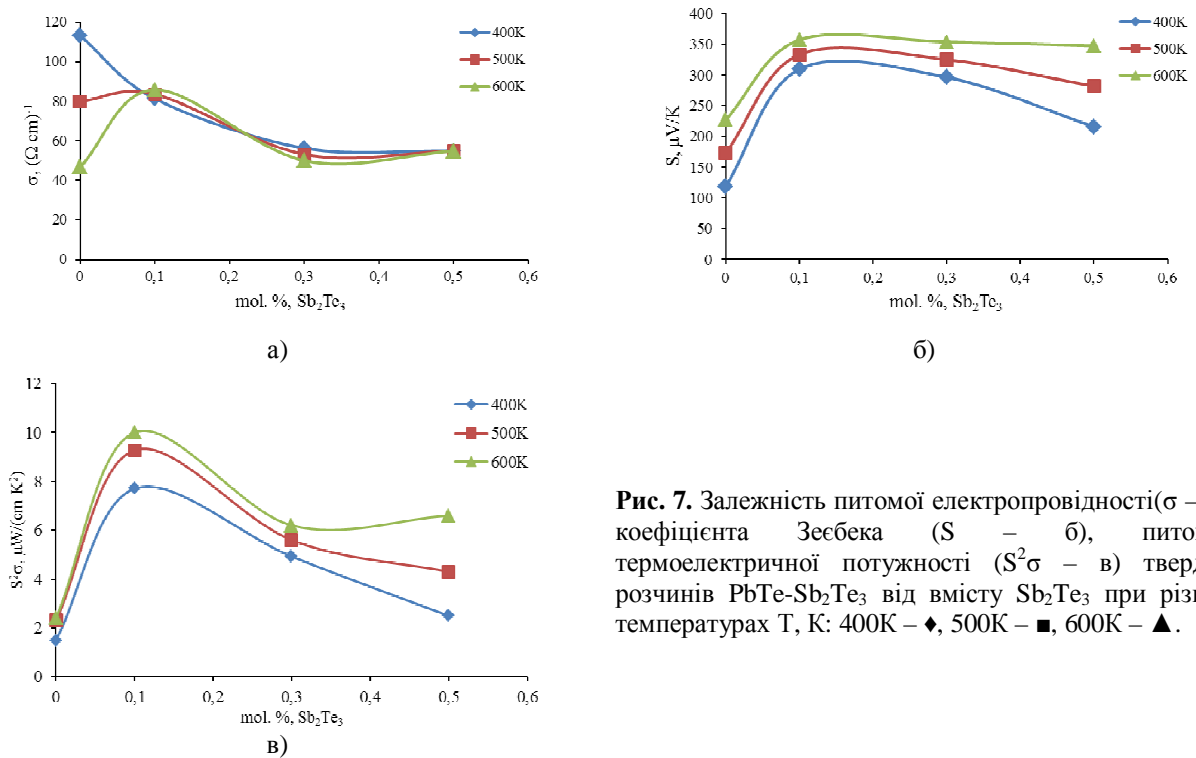 120
100
80
60
40
20
0
σ, (Ω cm)⁻¹
0
0,1
0,2
0,3
0,4
0,5
0,6
mol. %, Sb₂Te₃
400K
500K
600K
а)
400
350
300
250
200
150
100
50
0
S, μV/K
0
0,1
0,2
0,3
0,4
0,5
0,6
mol. %, Sb₂Te₃
400K
500K
600K
б)
12
10
8
6
4
2
0
S²σ, μW/(cm K²)
0
0,1
0,2
0,3
0,4
0,5
0,6
mol. %, Sb₂Te₃
400K
500K
600K
в)
Рис. 7. Залежність питомої електропровідності(σ –
коефіцієнта Зеєбека (S – б), питом
термоелектричної потужності (S²σ – в) тверд
розчинів PbTe-Sb₂Te₃ від вмісту Sb₂Te₃ при різн
температурах Т, К: 400К – ♦, 500К – ■, 600К – ▲.